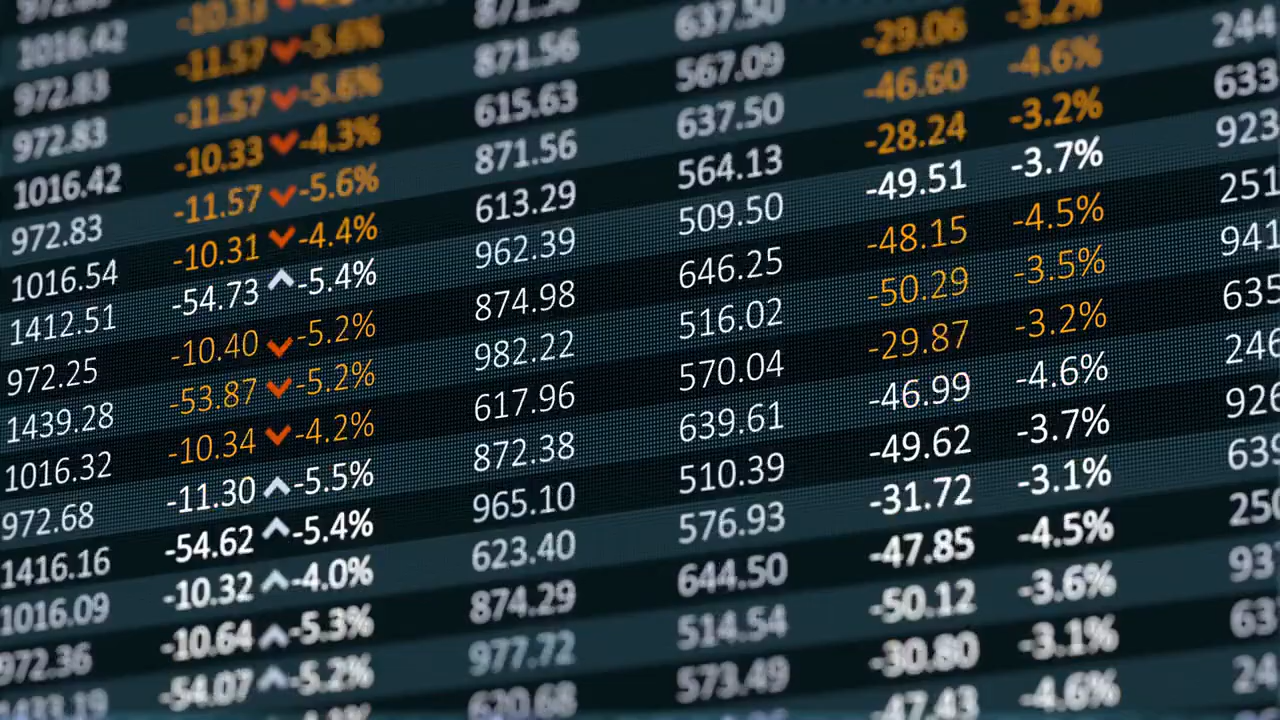 1016.42 -11.57 -5.6% 871.56 567.09 -46.60 -4.6% 633
972.83 -11.57 -5.6% 615.63 637.50 -28.24 -3.2% 923
972.83 -10.33 -4.3% 871.56 564.13 -49.51 -3.7% 251
1016.42 -11.57 -5.6% 613.29 509.50 -48.15 -4.5% 941
972.83 -10.31 -4.4% 962.39 646.25 -50.29 -3.5% 635
1016.54 -54.73 -5.4% 874.98 516.02 -29.87 -3.2% 246
1412.51 -10.40 -5.2% 982.22 570.04 -46.99 -4.6% 926
972.25 -53.87 -5.2% 617.96 639.61 -49.62 -3.7% 639
1439.28 -10.34 -4.2% 872.38 510.39 -31.72 -3.1% 250
1016.32 -11.30 -5.5% 965.10 576.93 -47.85 -4.5% 937
972.68 -54.62 -5.4% 623.40 644.50 -50.12 -3.6%
1416.16 -10.32 -4.0% 874.29 514.54 -30.80 -3.1%
1016.09 -10.64 -5.3% 977.72 573.49 -47.43 -4.6%
972.36 -54.07 -5.2% 620.68